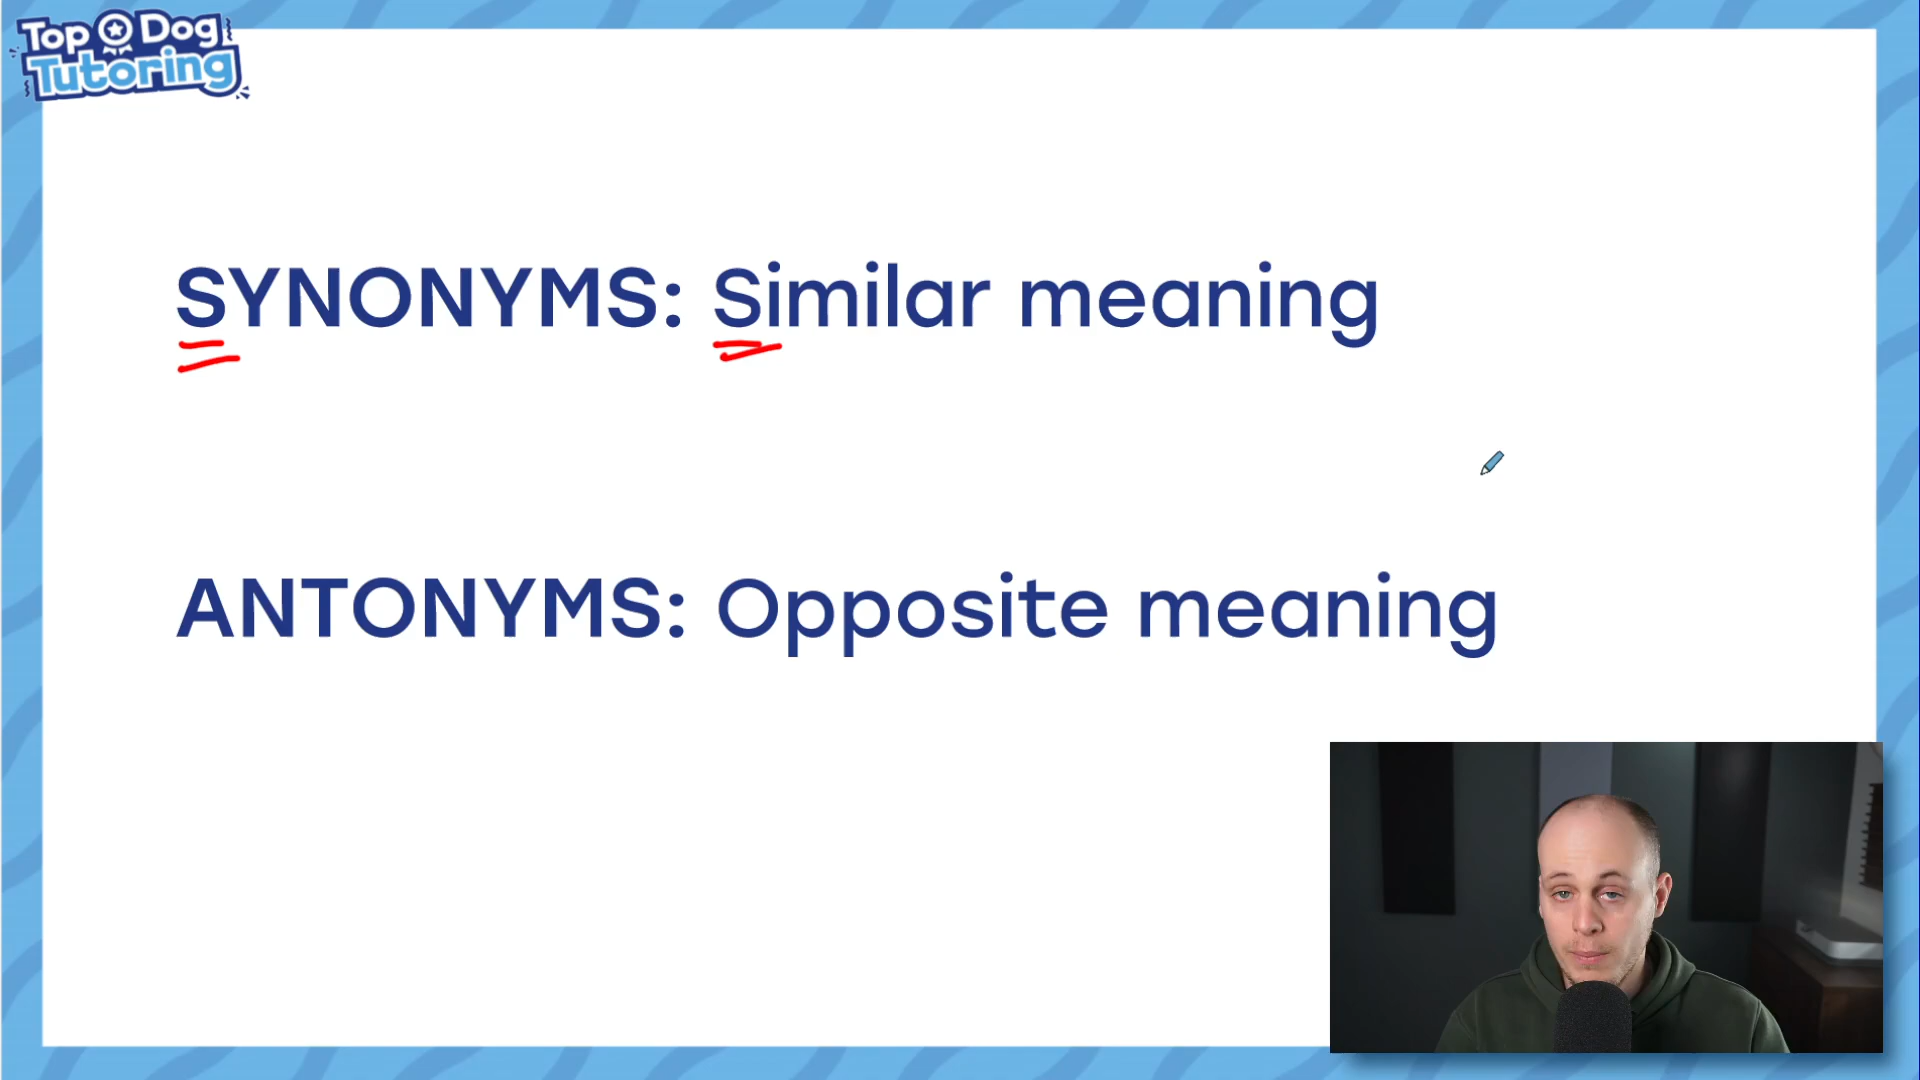 Top Dog
Tutoring
SYNONYMS: Similar meaning
ANTONYMS: Opposite meaning